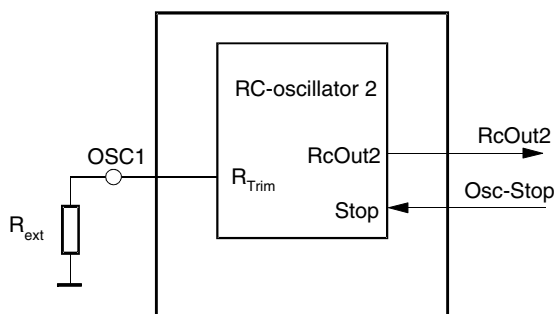 RC-oscillator 2
RcOut2
RcOut2
OSC1
R_Trim
Osc-Stop
Stop
R_ext